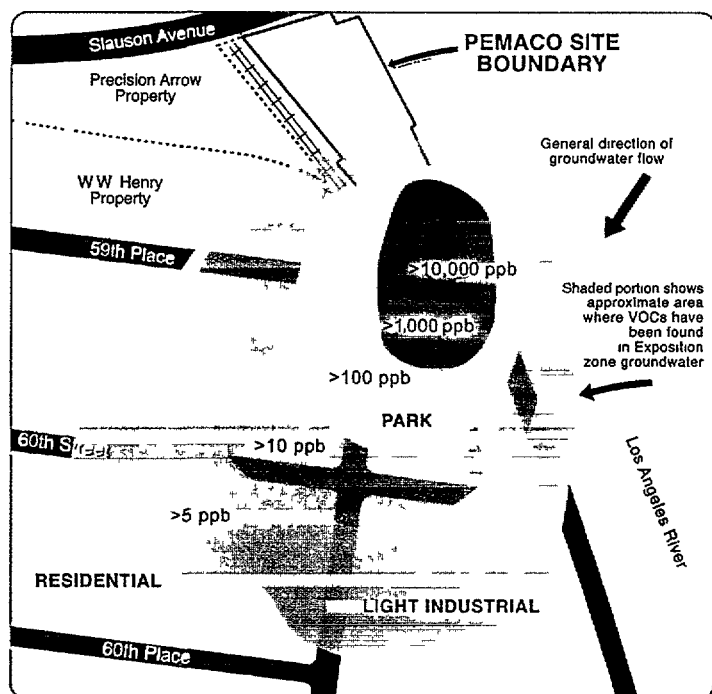 Slauson Avenue
PEMACO SITE
BOUNDARY
Precision Arrow
Property
General direction of
groundwater flow
WW Henry
Property
59th Place
>10,000 ppb
Shaded portion shows
approximate area
where VOCs have
been found
in Exposition
zone groundwater
>1,000 ppb
>100 ppb
PARK
60th S
>10 ppb
Los Angeles River
>5 ppb
RESIDENTIAL
LIGHT INDUSTRIAL
60th Place